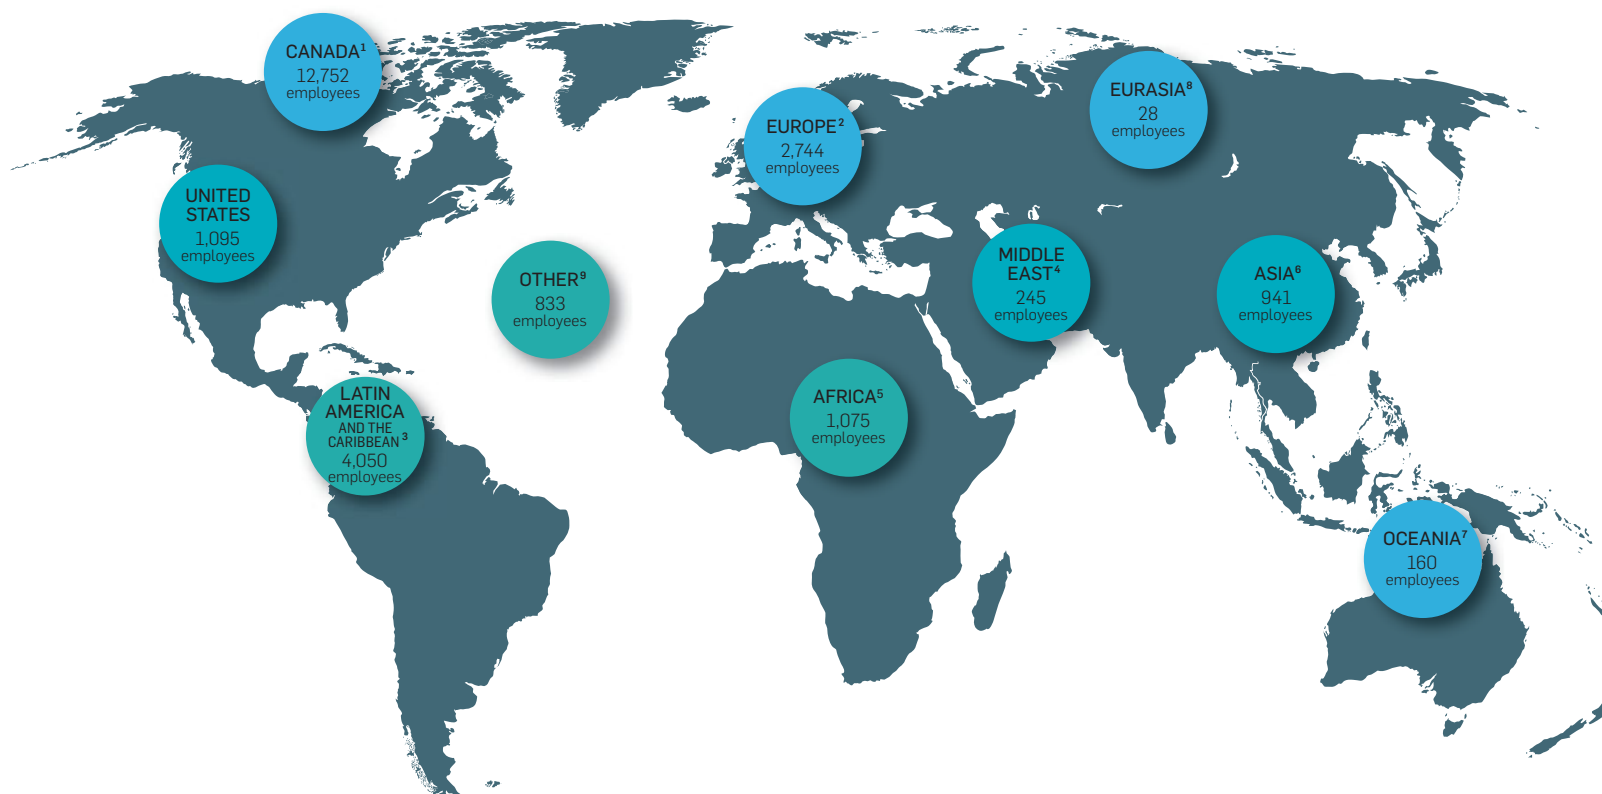 CANADA¹
12,752
employees
EUROPE²
2,744
employees
EURASIA⁸
28
employees
UNITED
STATES
1,095
employees
OTHER⁹
833
employees
MIDDLE
EAST⁴
245
employees
ASIA⁶
941
employees
LATIN
AMERICA
AND THE
CARIBBEAN³
4,050
employees
AFRICA⁵
1,075
employees
OCEANIA⁷
160
employees